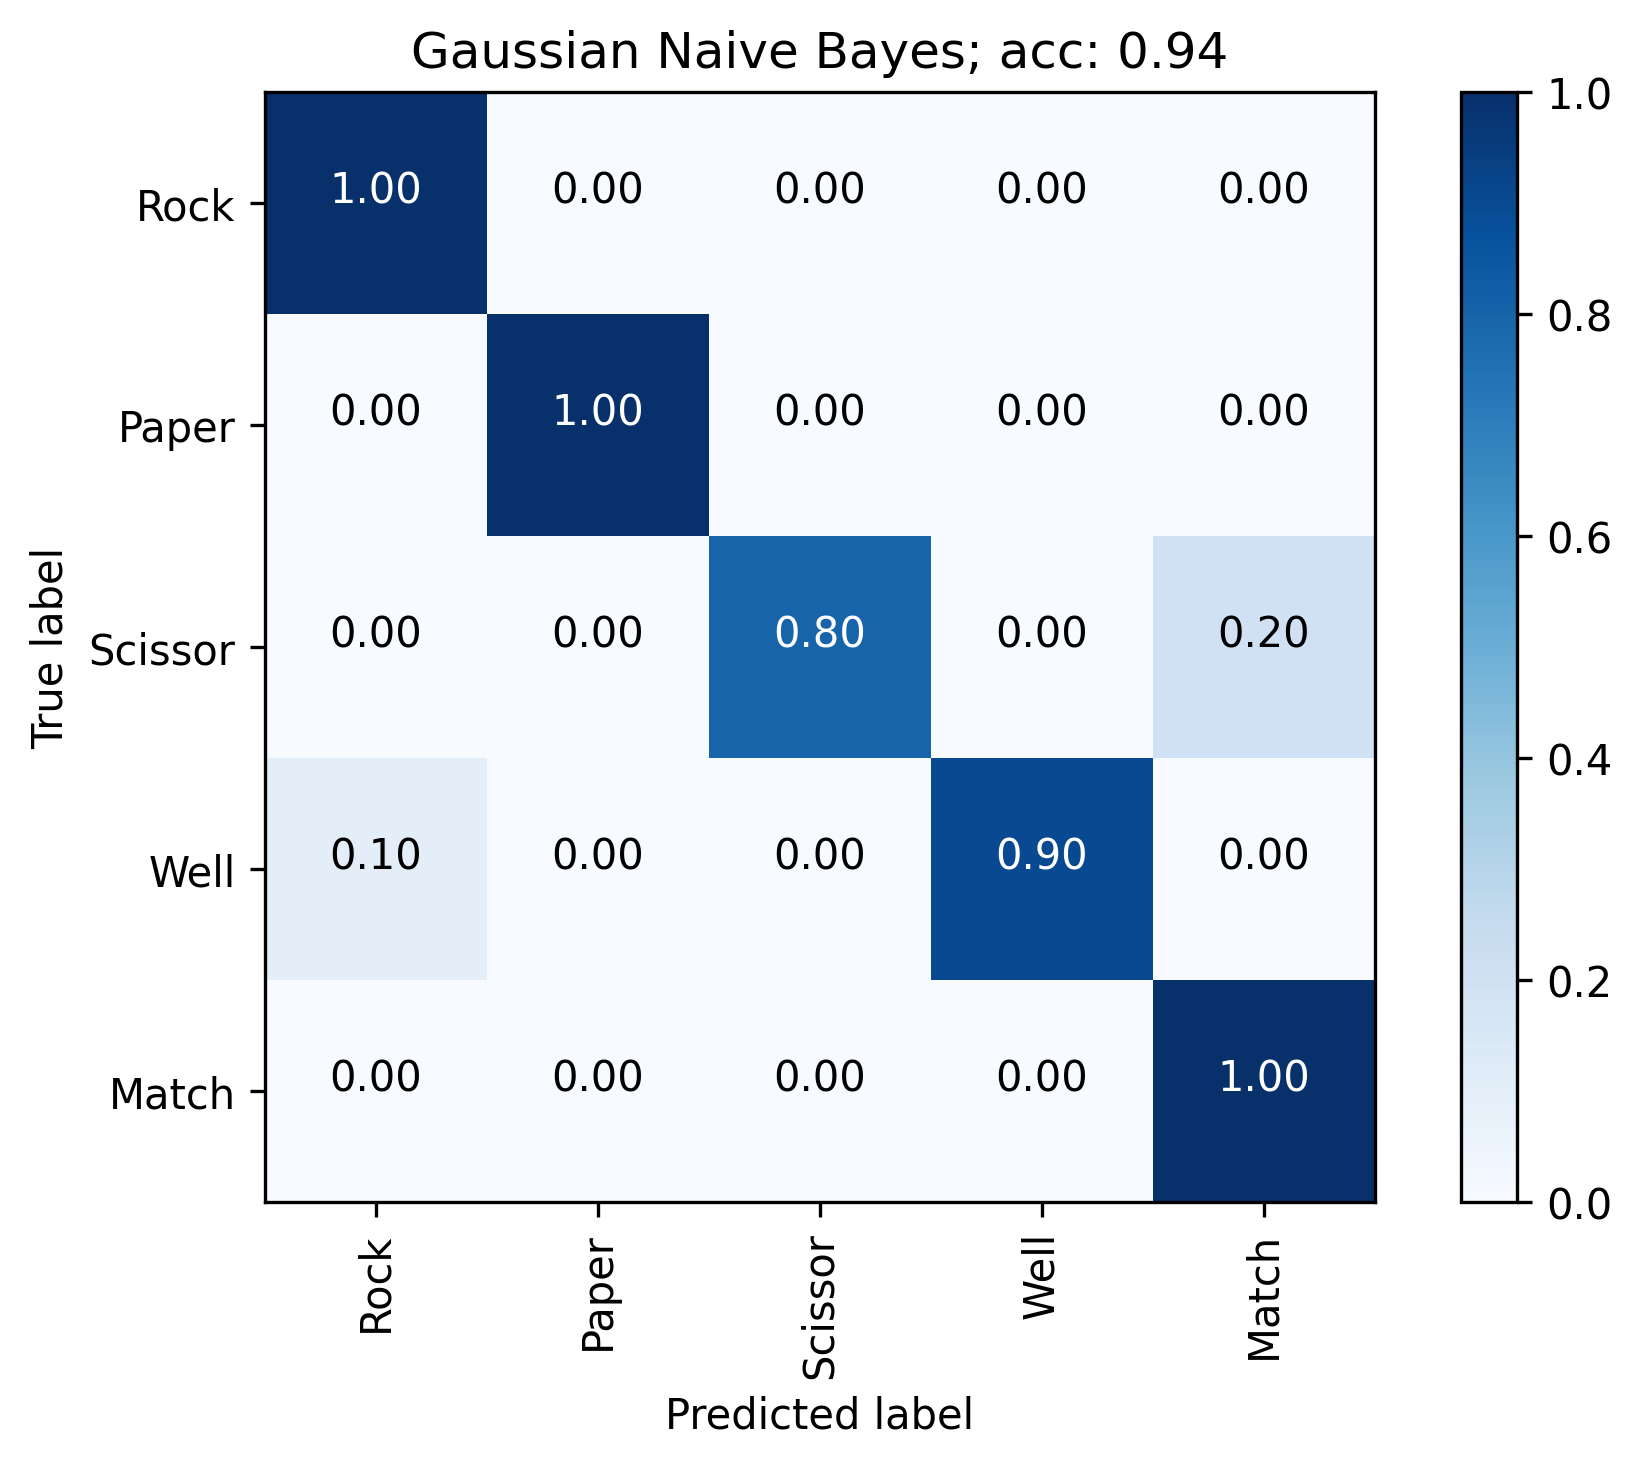 Gaussian Naive Bayes; acc: 0.94
True label
Rock 1.00 0.00 0.00 0.00 0.00
Paper 0.00 1.00 0.00 0.00 0.00
Scissor 0.00 0.00 0.80 0.00 0.20
Well 0.10 0.00 0.00 0.90 0.00
Match 0.00 0.00 0.00 0.00 1.00
Rock Paper Scissor Well Match
Predicted label
1.0
0.8
0.6
0.4
0.2
0.0